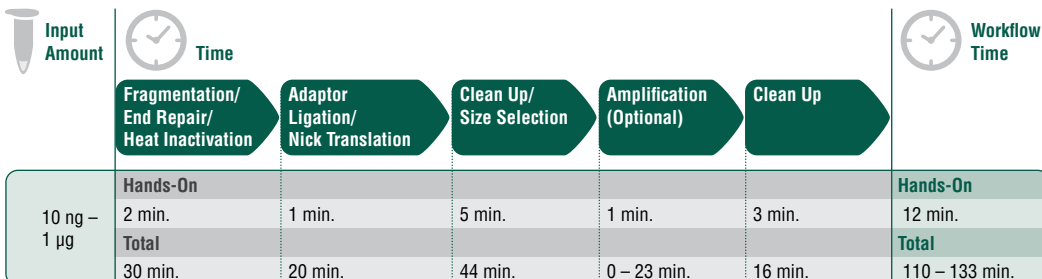 Input
Amount
Time
Workflow
Time
Fragmentation/
End Repair/
Heat Inactivation
Adaptor
Ligation/
Nick Translation
Clean Up/
Size Selection
Amplification
(Optional)
Clean Up
10 ng –
1 µg
Hands-On
Hands-On
2 min.
1 min.
5 min.
1 min.
3 min.
12 min.
Total
Total
30 min.
20 min.
44 min.
0 – 23 min.
16 min.
110 – 133 min.